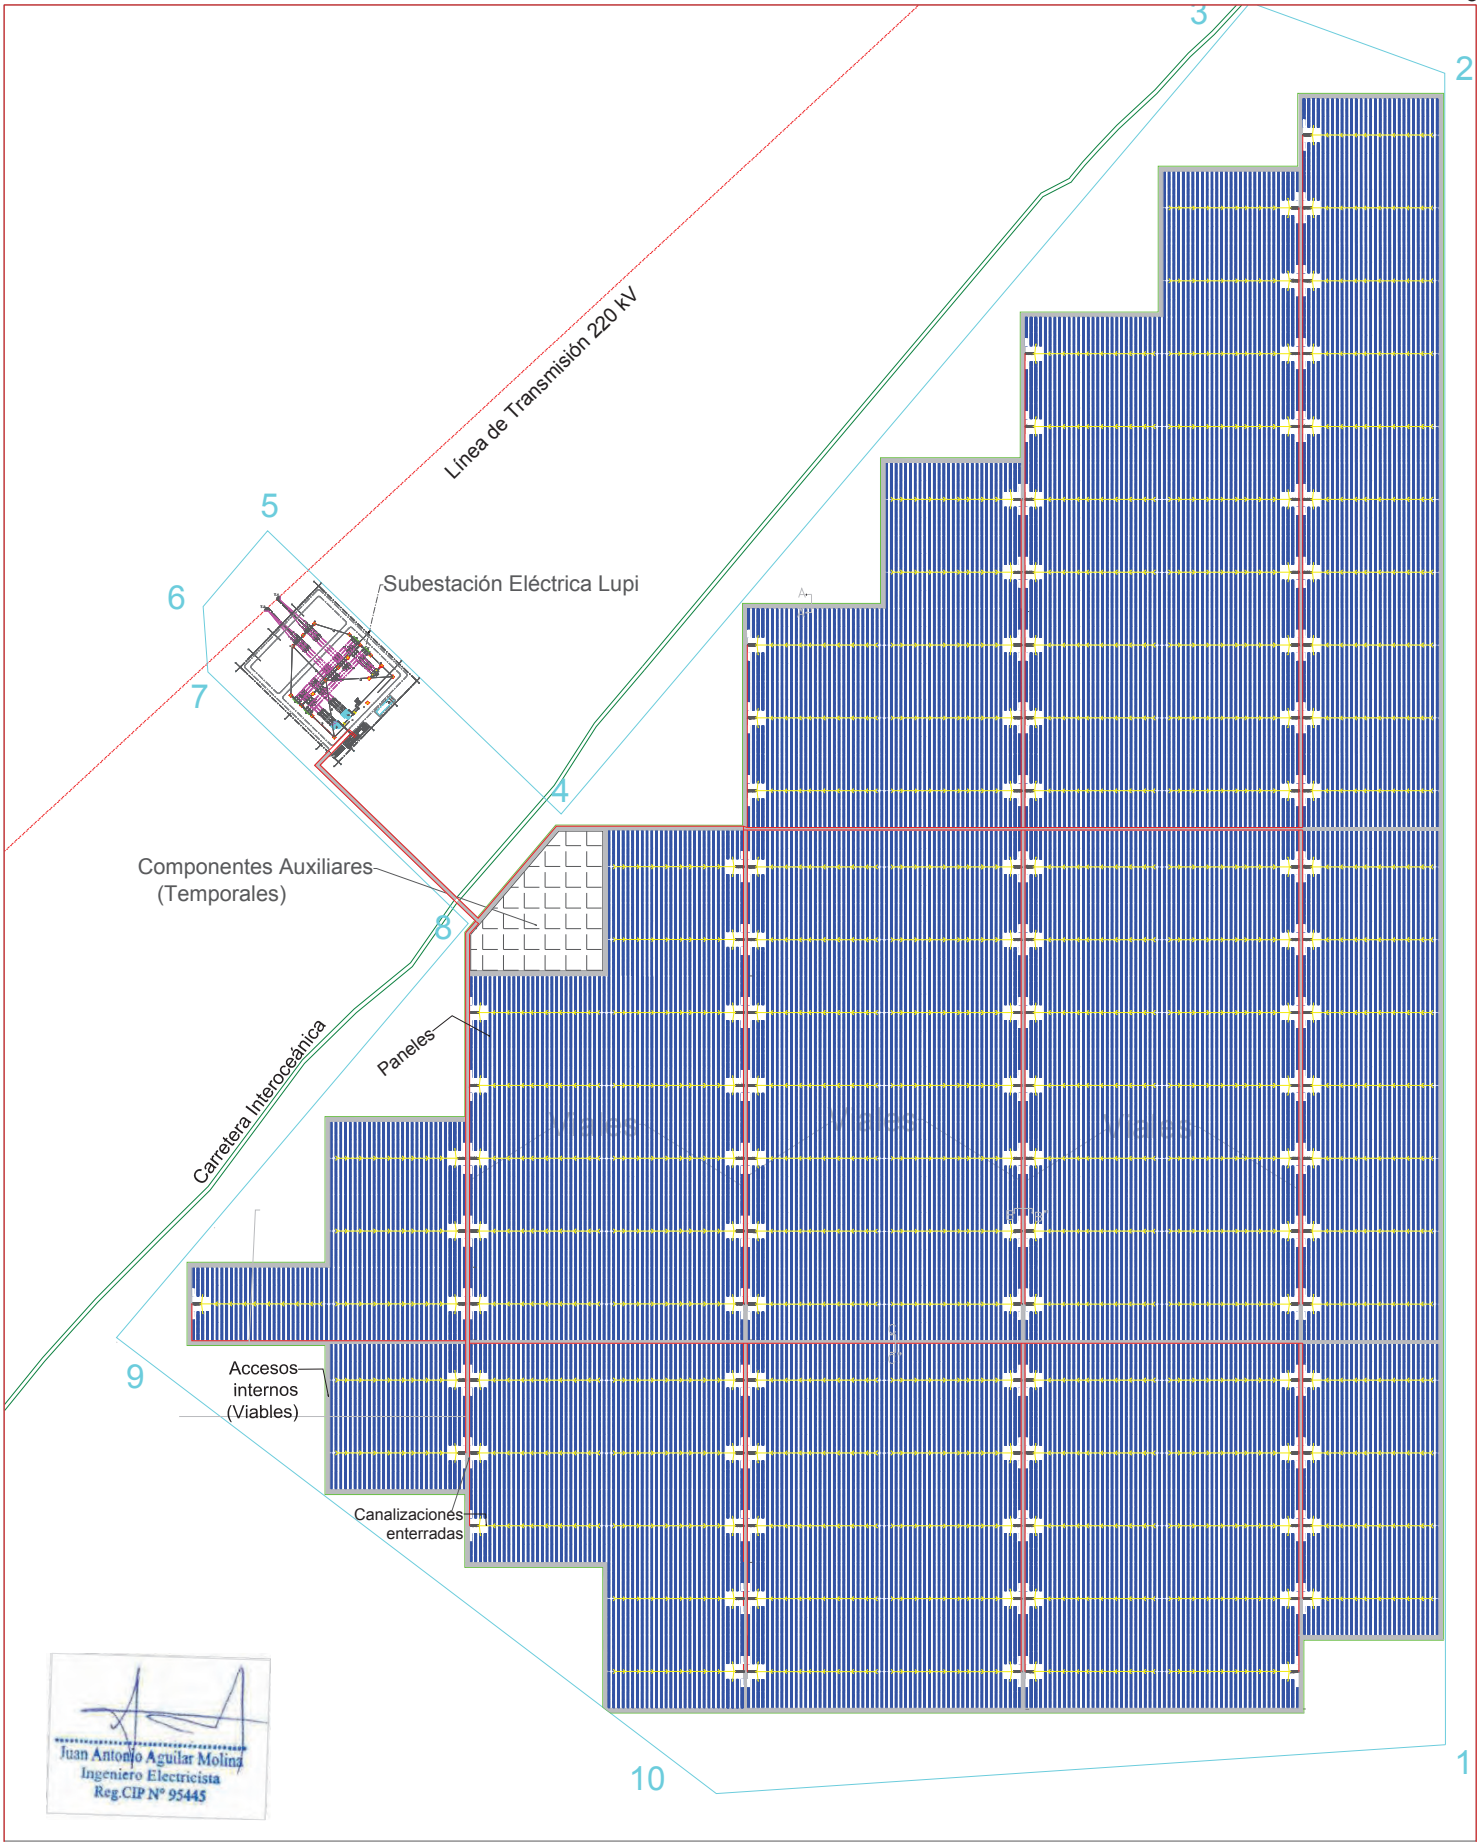 3
2
Línea de Transmisión 220 kV
5
Subestación Eléctrica Lupi
6
7
4
Componentes Auxiliares
(Temporales)
8
Paneles
Carretera Interoceánica
Viales
Viales
Viales
9
Accesos
internos
(Viables)
Canalizaciones
enterradas
10
1
Juan Antonio Aguilar Molina
Ingeniero Electricista
Reg.CIP Nº 95445